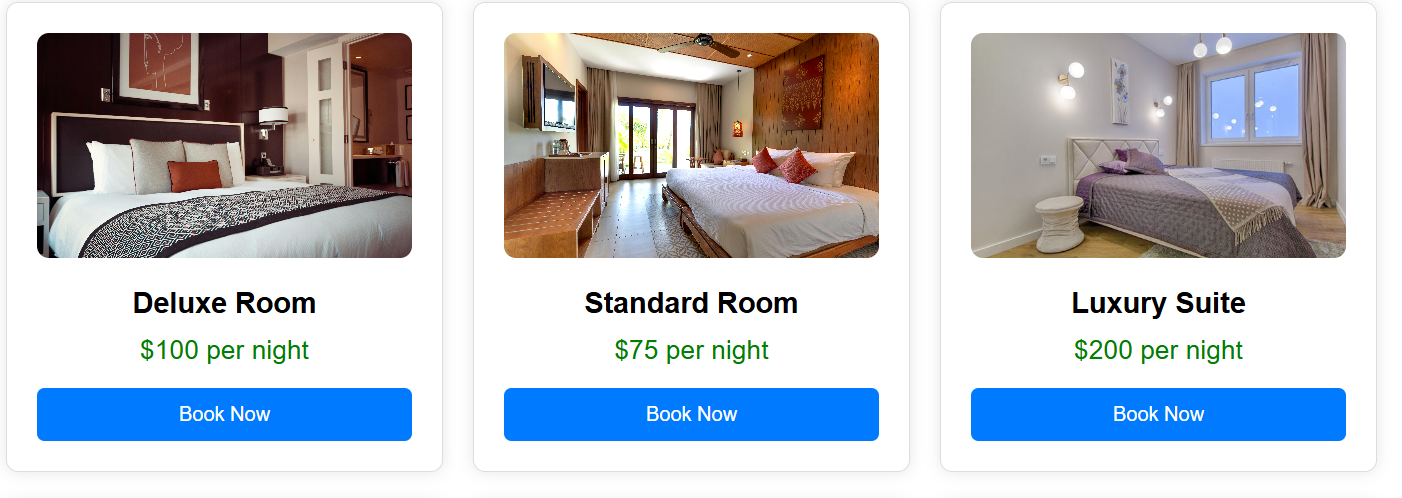 Deluxe Room
$100 per night
Book Now
Standard Room
$75 per night
Book Now
Luxury Suite
$200 per night
Book Now